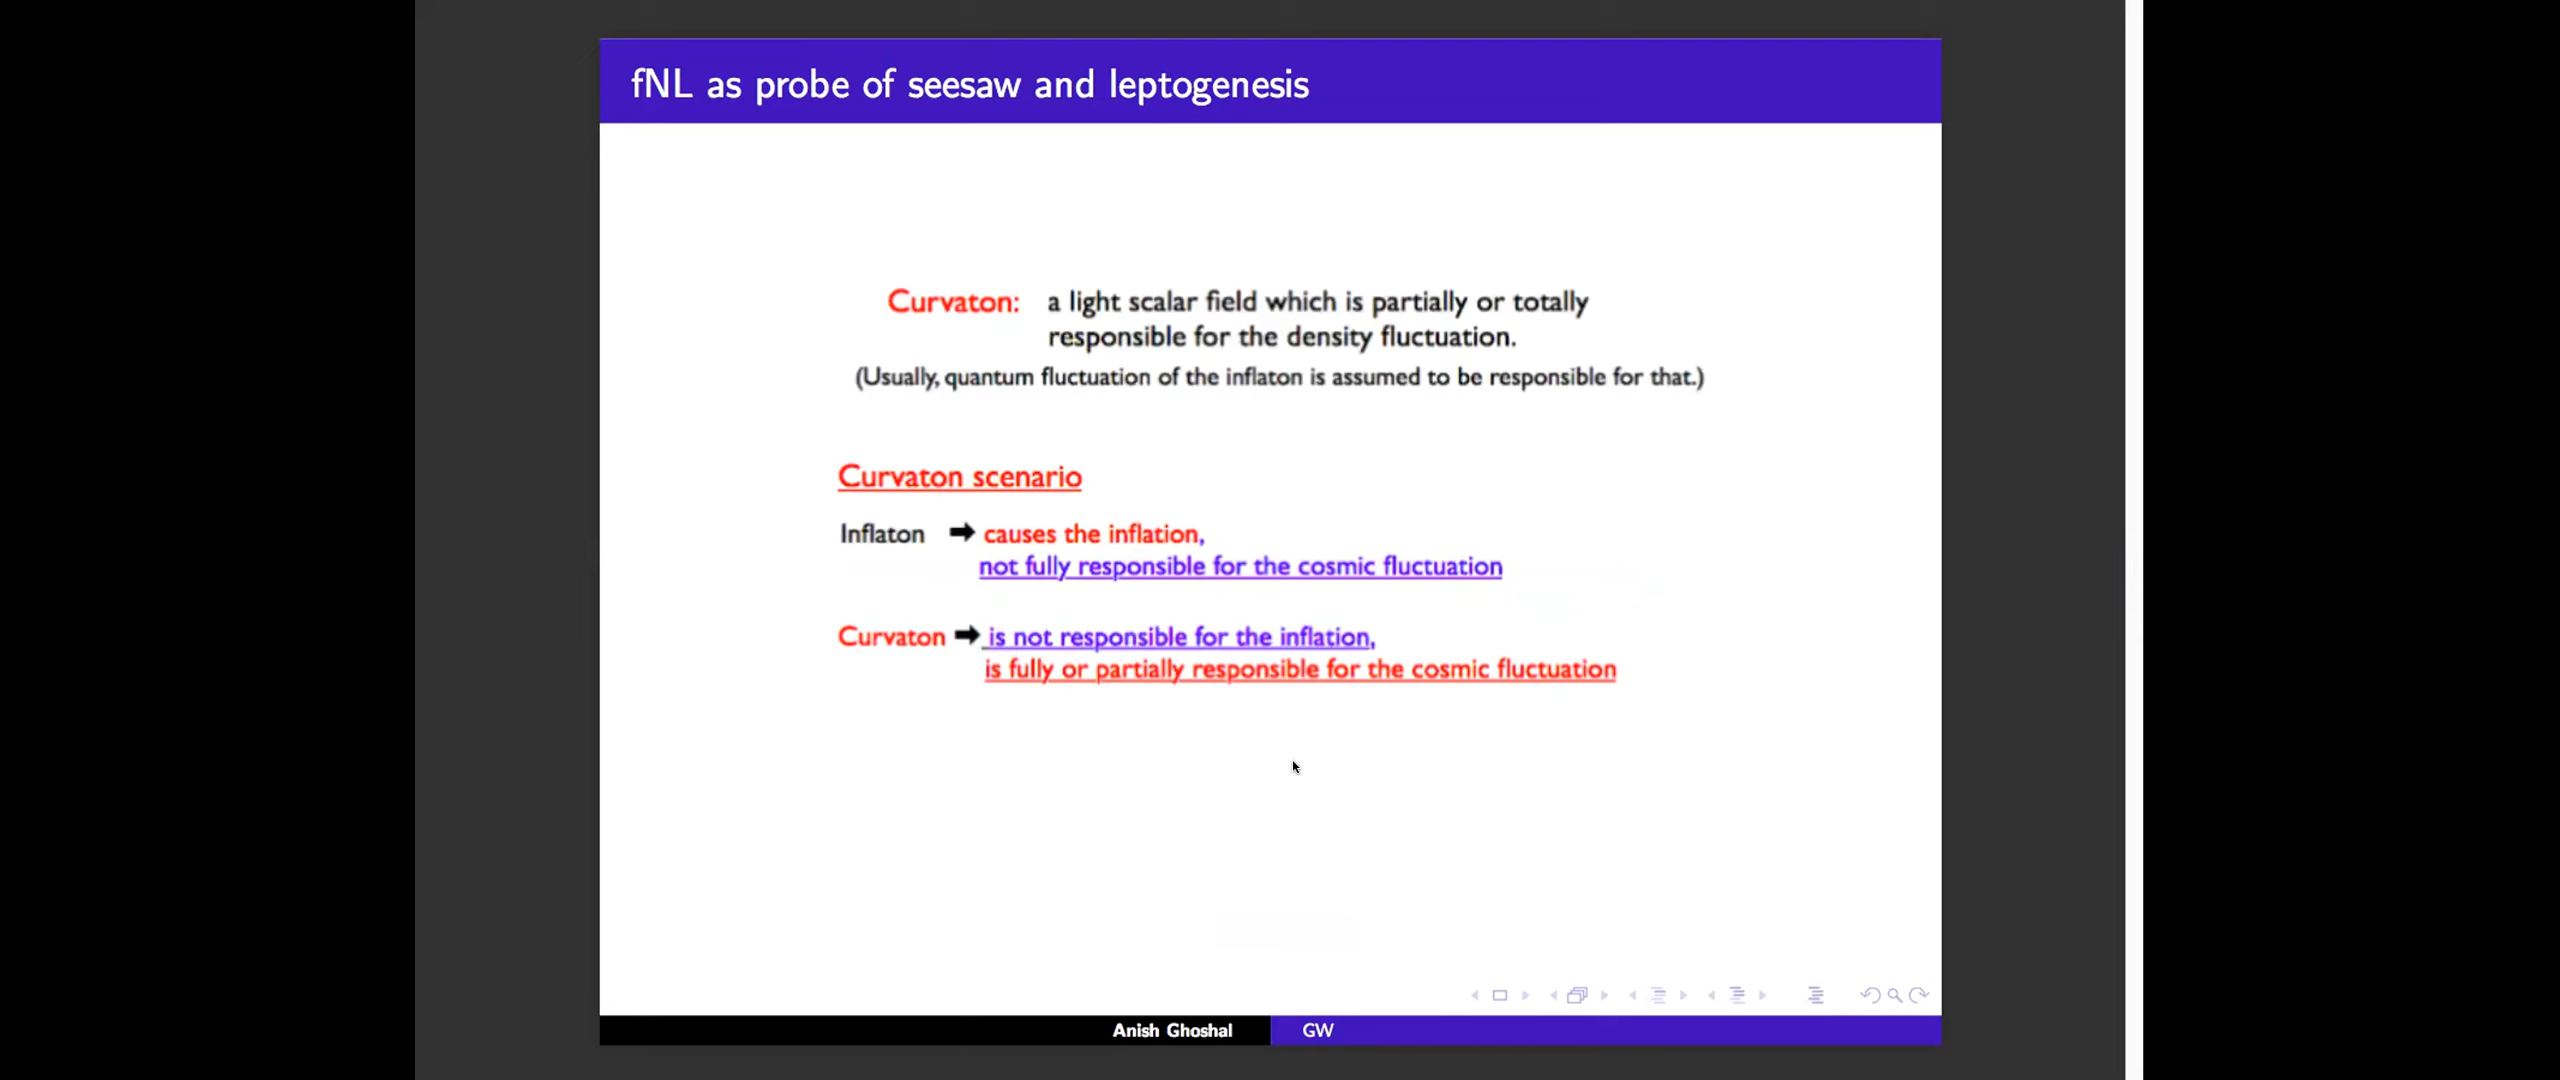 fNL as probe of seesaw and leptogenesis
Curvaton: a light scalar field which is partially or totally
responsible for the density fluctuation.
(Usually, quantum fluctuation of the inflaton is assumed to be responsible for that.)
Curvaton scenario
Inflaton ➡ causes the inflation,
not fully responsible for the cosmic fluctuation
Curvaton ➡ is not responsible for the inflation,
is fully or partially responsible for the cosmic fluctuation
Anish Ghoshal GW